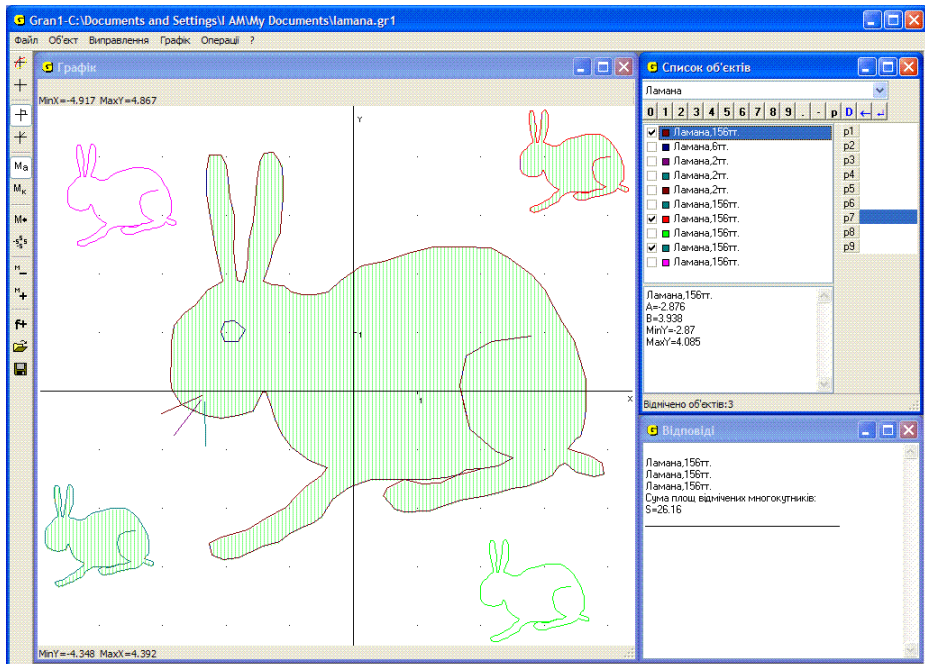 Gran1-C:\Documents and Settings\I AM\My Documents\lamana.gr1
Файл Об'єкт Виправлення Графік Операції ?
Графік
MinX=-4.917 MaxY=4.867
Y
1
X
1
MinY=-4.348 MaxX=4.392
Mа
Mк
M+
M
M+
f+
Список об'єктів
Ламана
0 1 2 3 4 5 6 7 8 9 . - p D ← ↵
Ламана,156тт. p1
Ламана,6тт. p2
Ламана,2тт. p3
Ламана,2тт. p4
Ламана,2тт. p5
Ламана,156тт. p6
Ламана,156тт. p7
Ламана,156тт. p8
Ламана,156тт. p9
Ламана,156тт.
Ламана,156тт.
A=-2.876
B=3.938
MinY=-2.87
MaxY=4.085
Відмічено об'єктів:3
Відповіді
Ламана,156тт.
Ламана,156тт.
Ламана,156тт.
Сума площ відмічених многокутників:
S=26.16